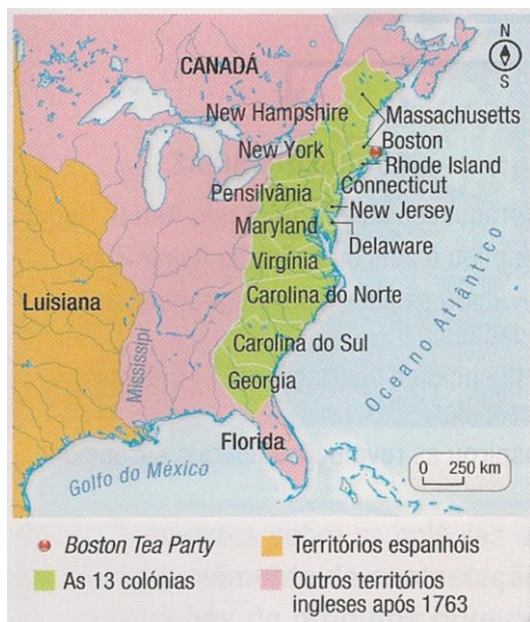 N
S
CANADÁ
New Hampshire
Massachusetts
Boston
New York
Rhode Island
Connecticut
Pensilvânia
New Jersey
Maryland
Delaware
Virgínia
Luisiana
Carolina do Norte
Oceano Atlântico
Mississipi
Carolina do Sul
Georgia
Florida
Golfo do México
0 250 km
Boston Tea Party
Territórios espanhóis
As 13 colónias
Outros territórios
ingleses após 1763